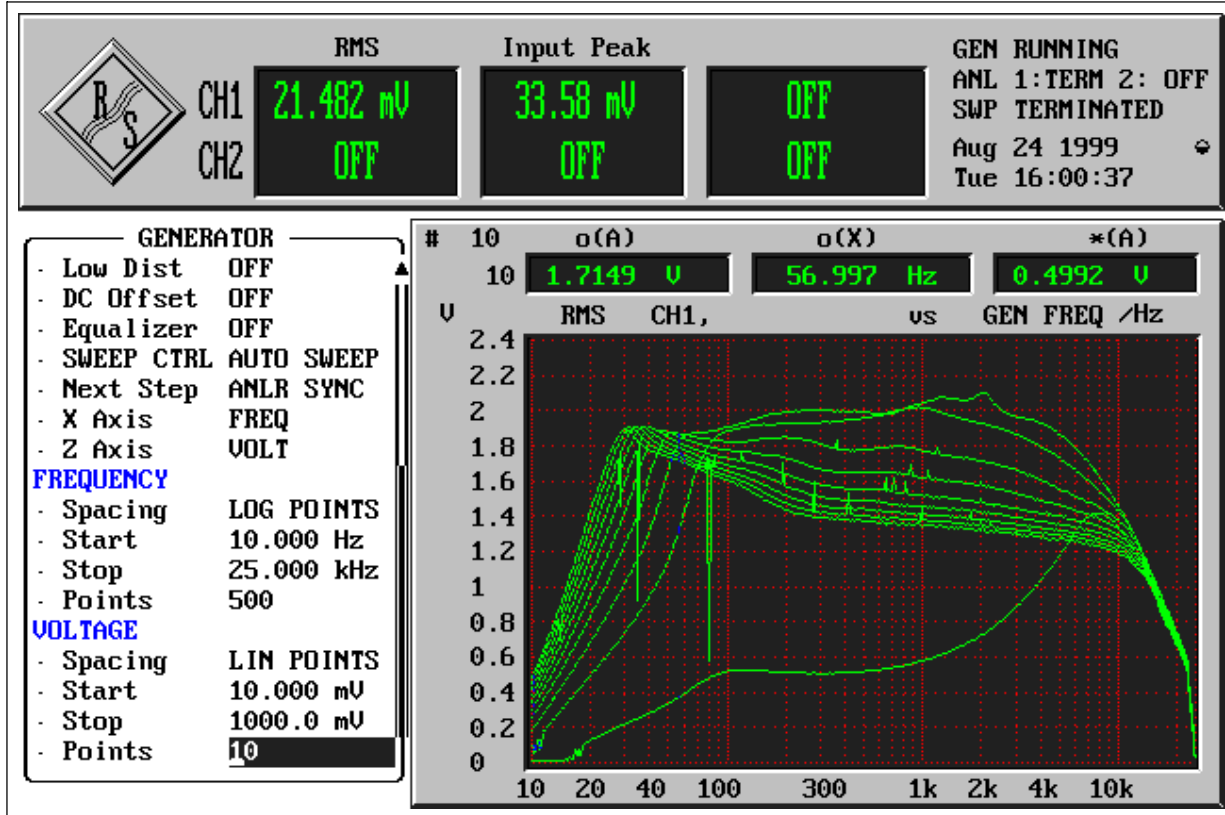 R
S
RMS Input Peak
CH1 21.482 mV 33.58 mV OFF
CH2 OFF OFF OFF
GEN RUNNING
ANL 1:TERM 2: OFF
SWP TERMINATED
Aug 24 1999
Tue 16:00:37
GENERATOR
· Low Dist OFF
· DC Offset OFF
· Equalizer OFF
· SWEEP CTRL AUTO SWEEP
· Next Step ANLR SYNC
· X Axis FREQ
· Z Axis VOLT
FREQUENCY
· Spacing LOG POINTS
· Start 10.000 Hz
· Stop 25.000 kHz
· Points 500
VOLTAGE
· Spacing LIN POINTS
· Start 10.000 mV
· Stop 1000.0 mV
· Points 10
# 10 o(A) o(X) *(A)
10 1.7149 V 56.997 Hz 0.4992 V
V RMS CH1, vs GEN FREQ /Hz
2.4
2.2
2
1.8
1.6
1.4
1.2
1
0.8
0.6
0.4
0.2
0
10 20 40 100 300 1k 2k 4k 10k